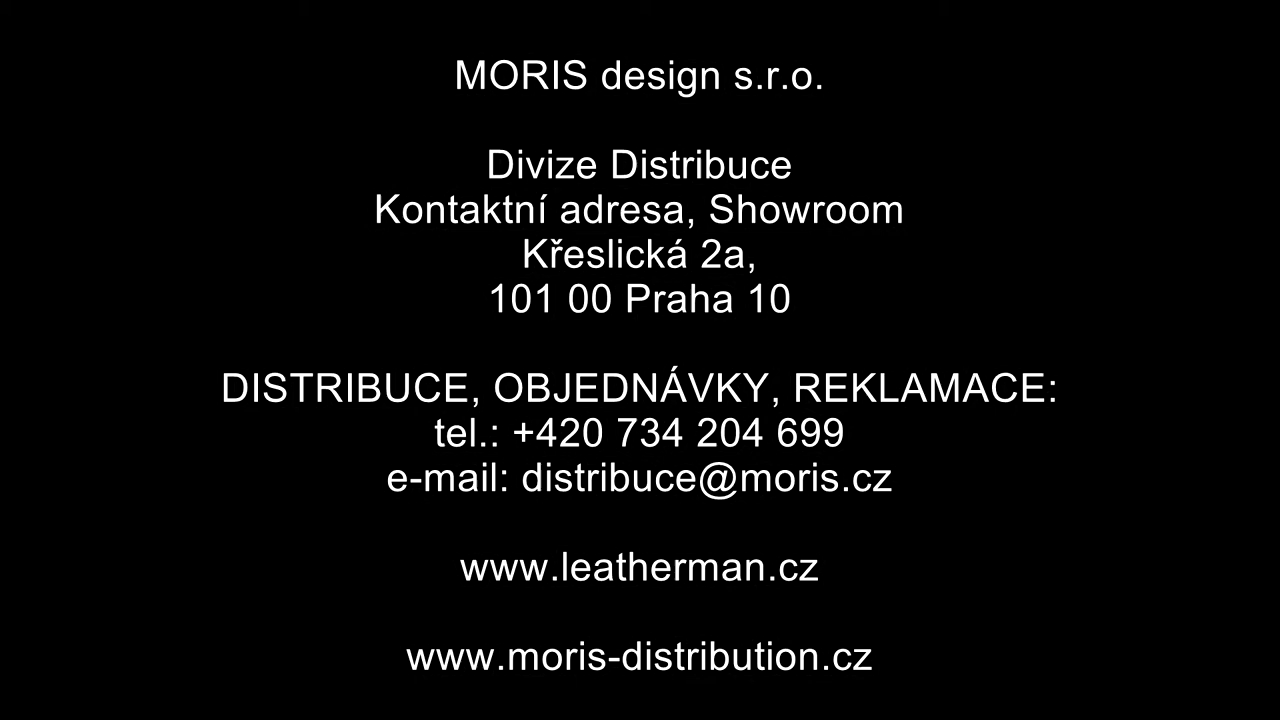 MORIS design s.r.o.
Divize Distribuce
Kontaktní adresa, Showroom
Křeslická 2a,
101 00 Praha 10
DISTRIBUCE, OBJEDNÁVKY, REKLAMACE:
tel.: +420 734 204 699
e-mail: distribuce@moris.cz
www.leatherman.cz
www.moris-distribution.cz